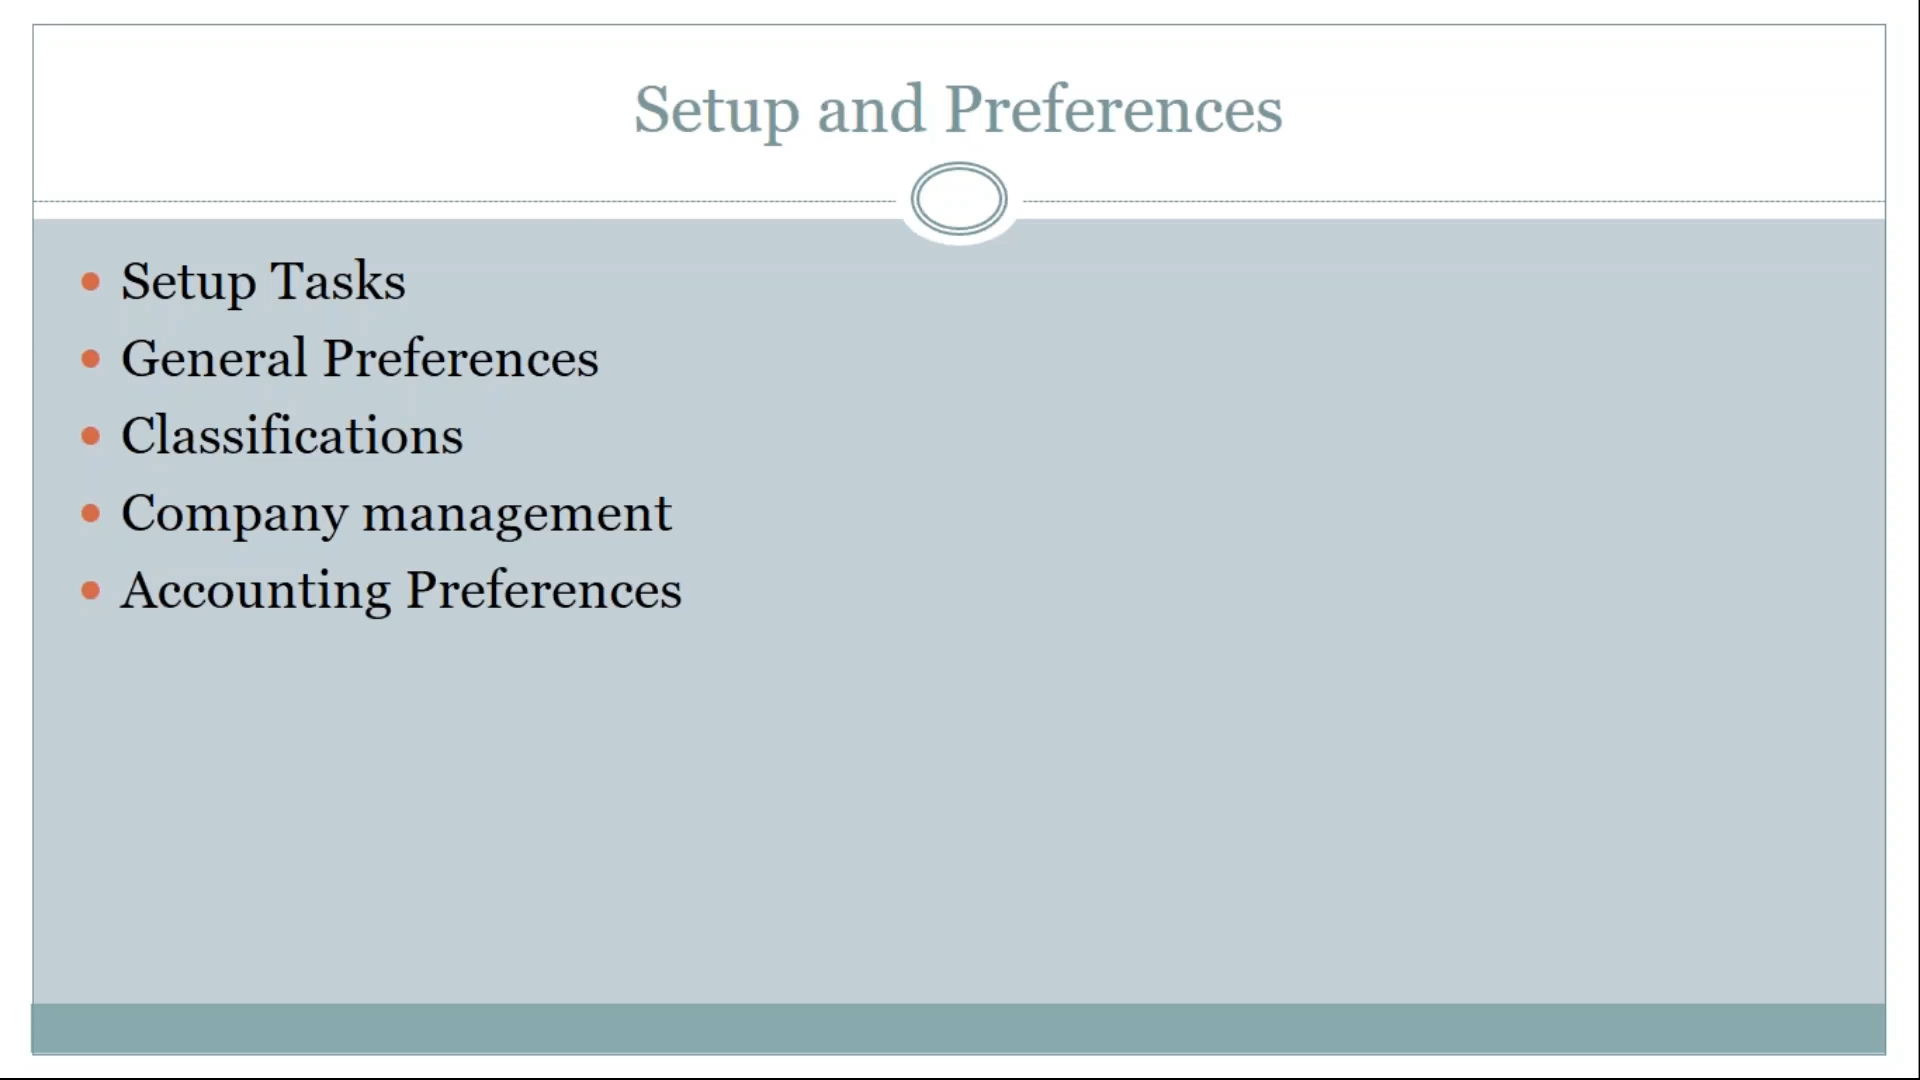 Setup and Preferences
• Setup Tasks
• General Preferences
• Classifications
• Company management
• Accounting Preferences